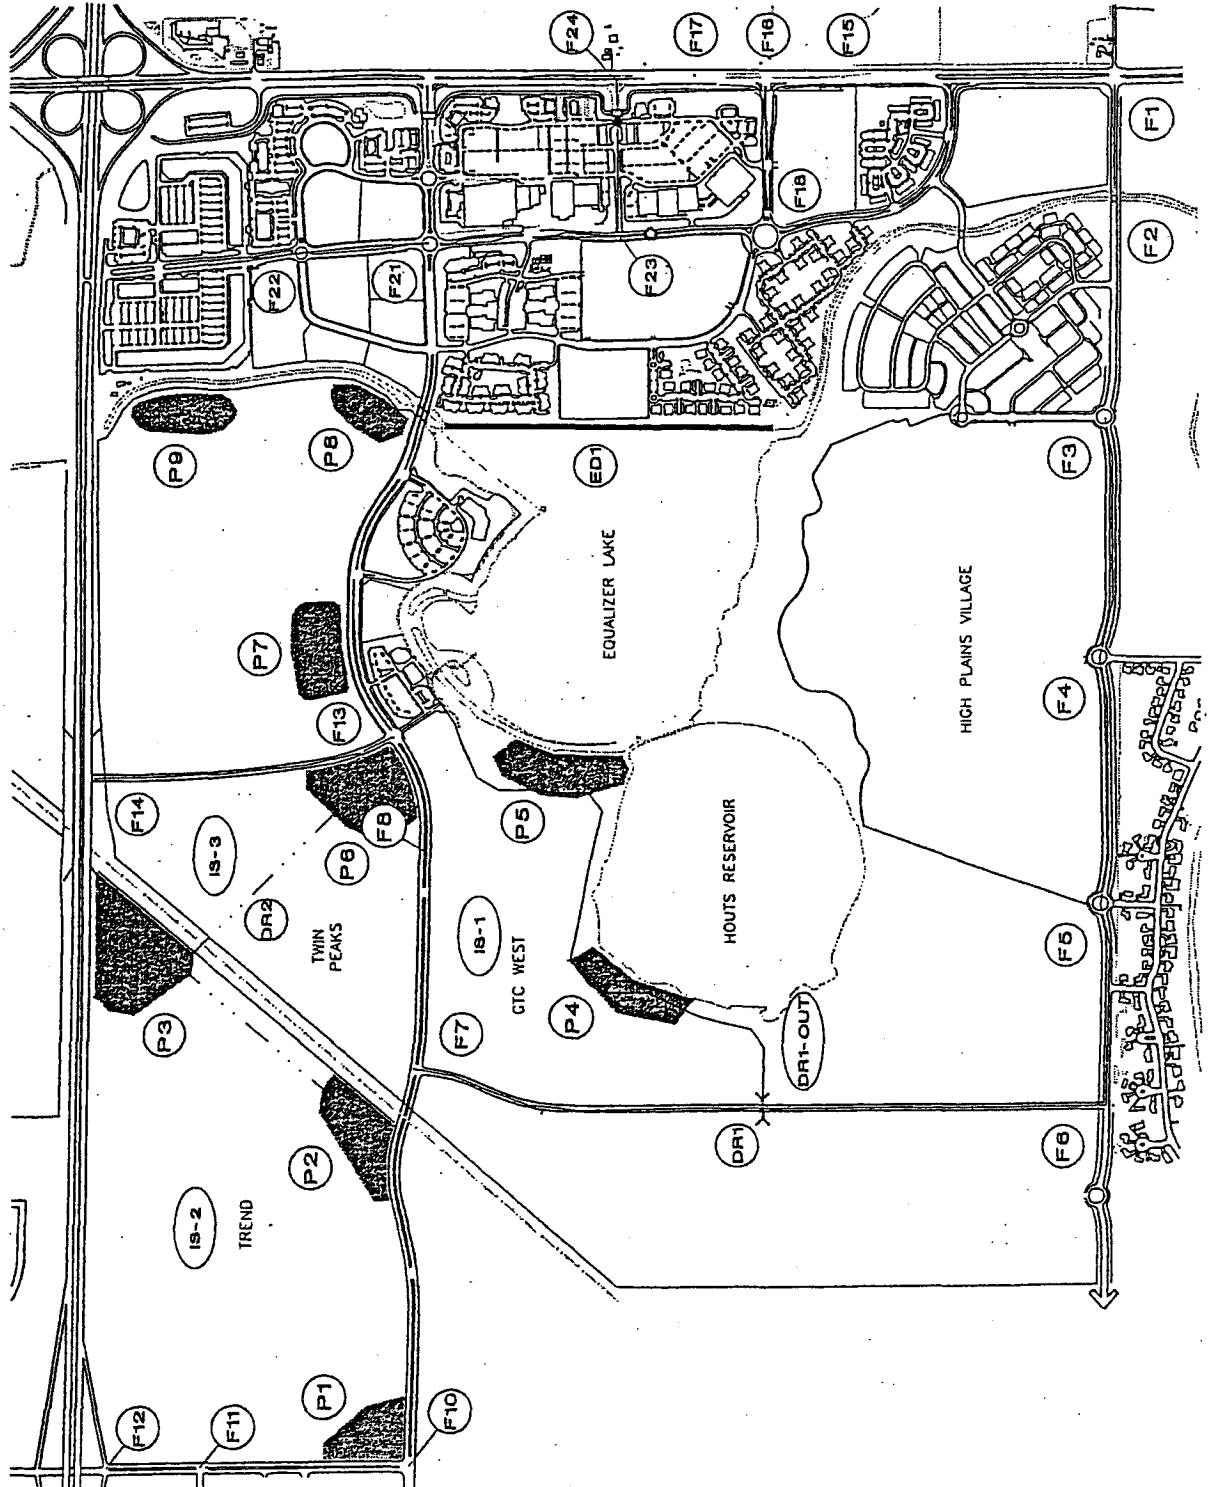 F24
F17
F16
F15
F1
F18
F2
F23
F21
F22
P9
P8
ED1
F3
EQUALIZER LAKE
P7
F13
HIGH PLAINS VILLAGE
F4
F14
IS-3
P6
F8
P5
DR2
TWIN
PEAKS
IS-1
GTC WEST
HOUTS RESERVOIR
F5
P3
F7
P4
DR1-OUT
P2
DR1
F6
IS-2
TREND
P1
F12
F11
F10